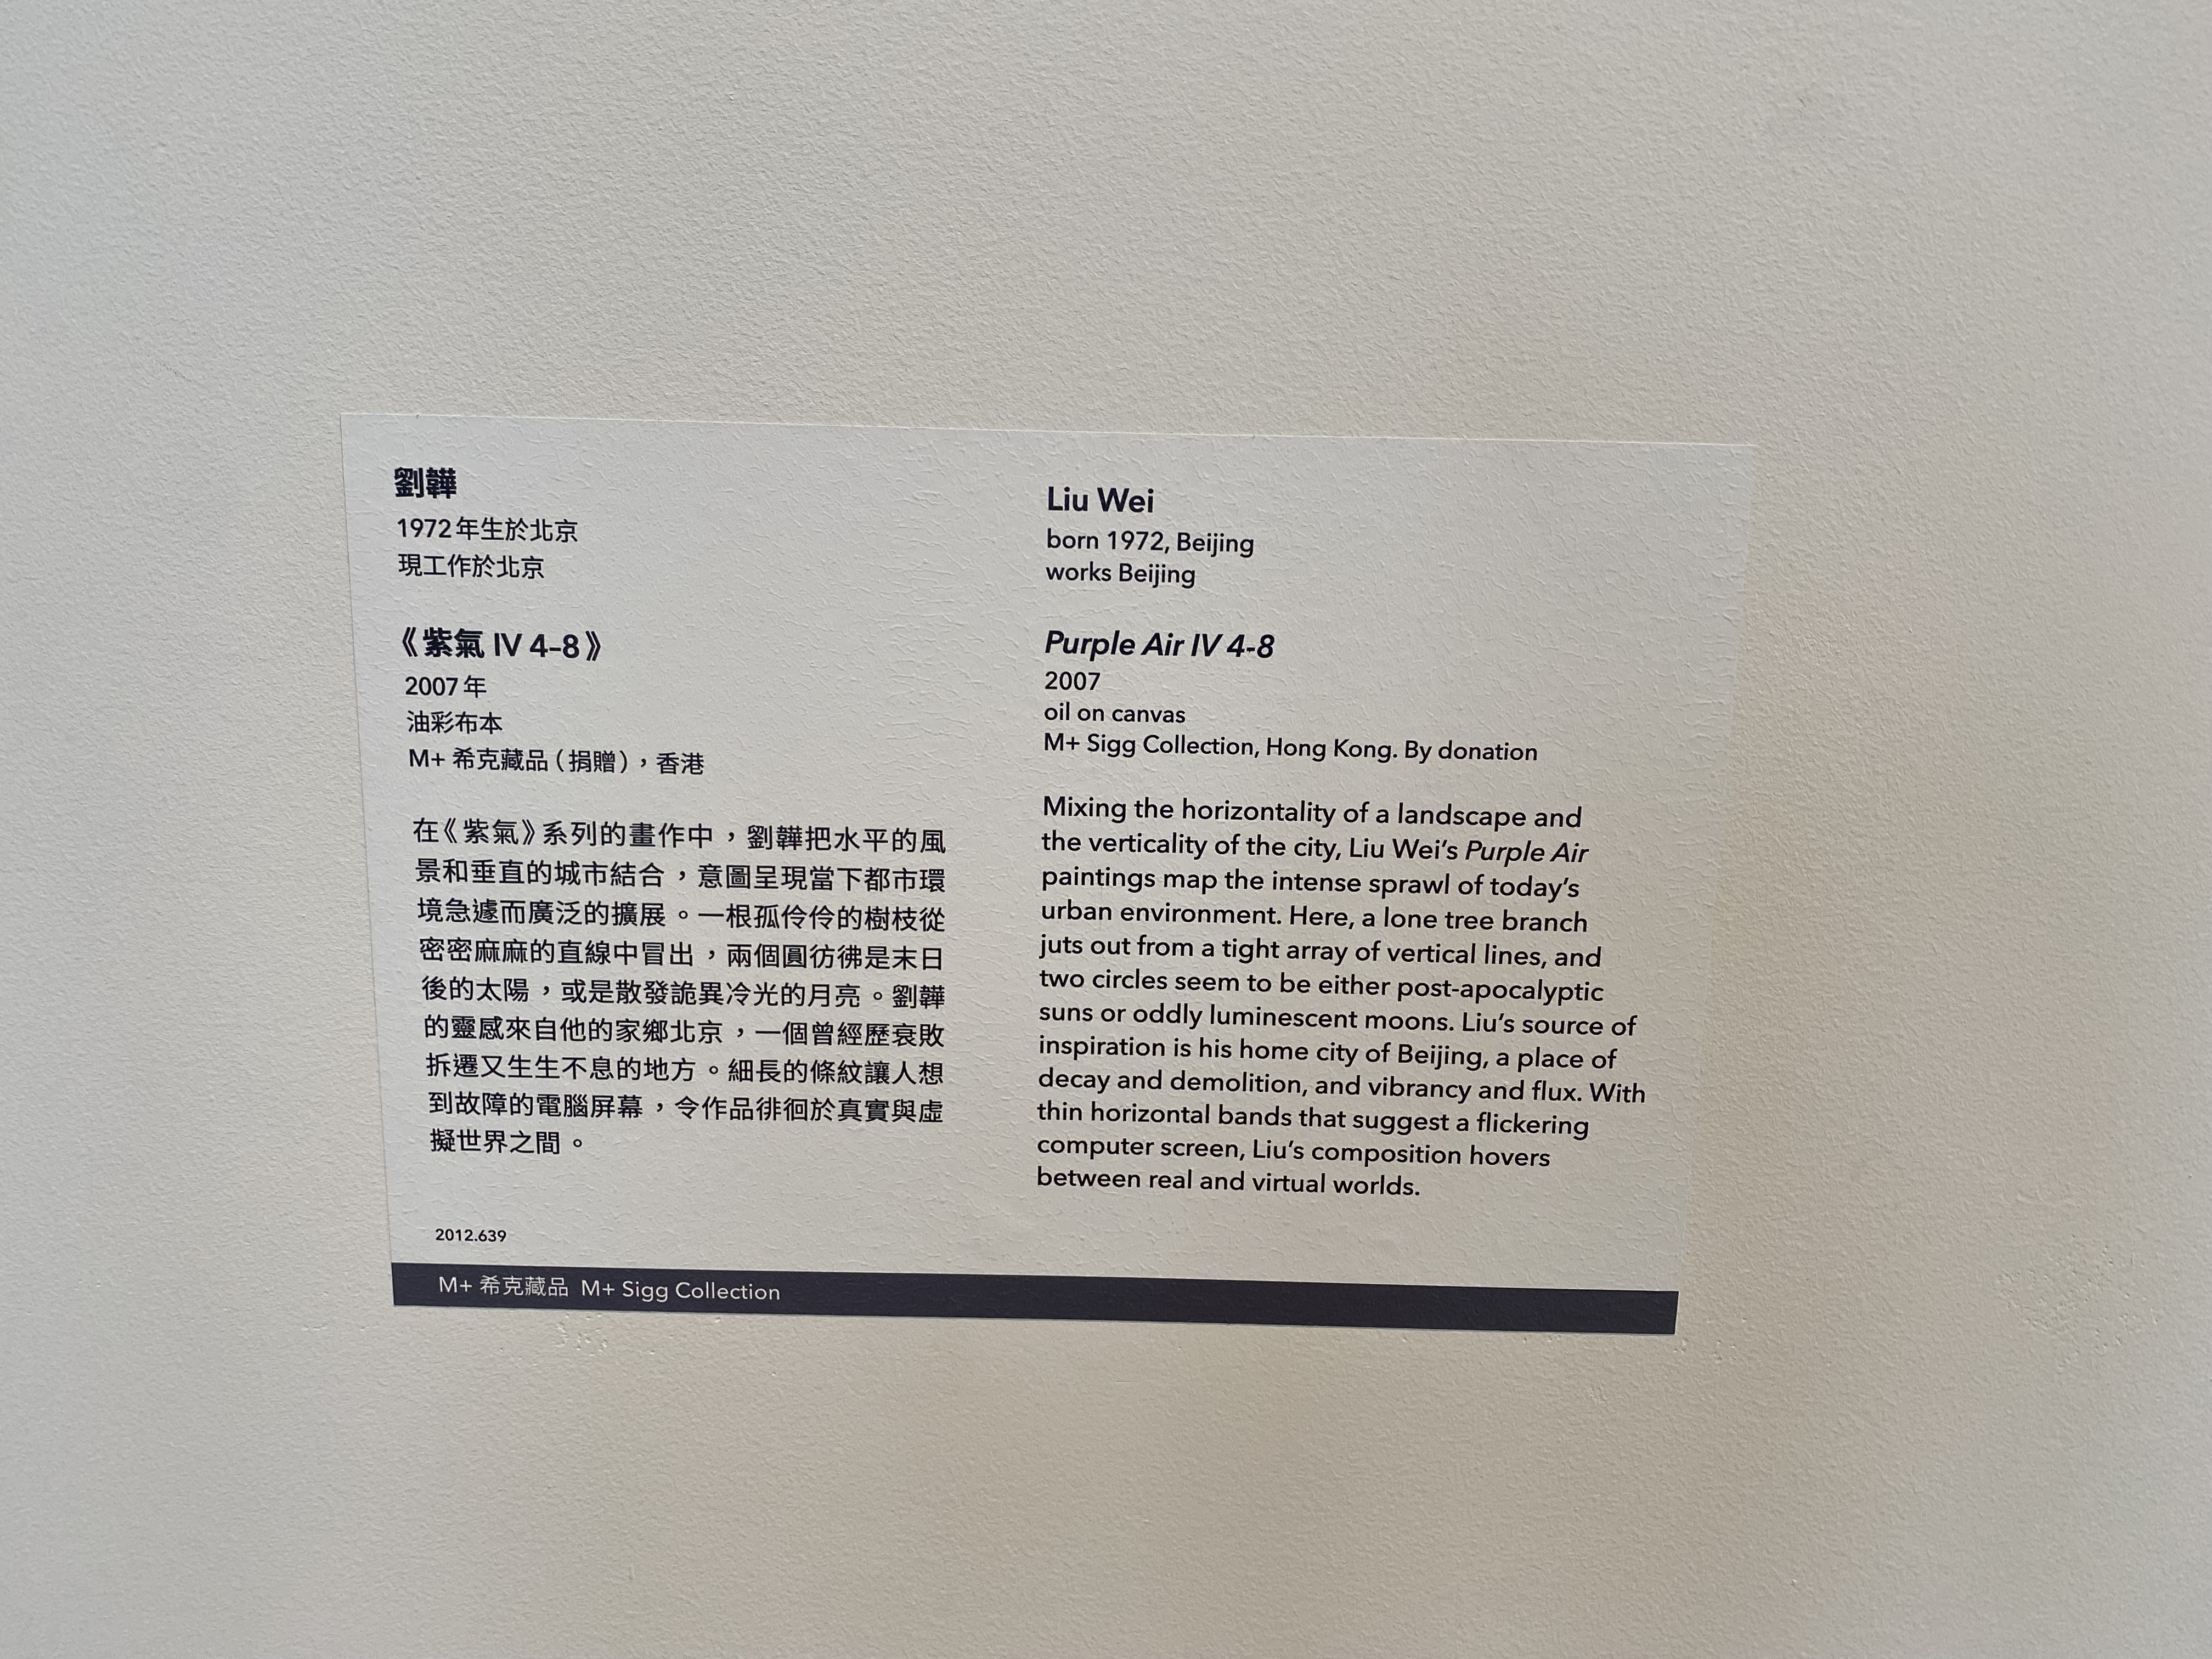 劉韡
1972年生於北京
現工作於北京
《紫氣 IV 4–8》
2007年
油彩布本
M+ 希克藏品（捐贈），香港
在《紫氣》系列的畫作中，劉韡把水平的風
景和垂直的城市結合，意圖呈現當下都市環
境急遽而廣泛的擴展。一根孤伶伶的樹枝從
密密麻麻的直線中冒出，兩個圓彷彿是末日
後的太陽，或是散發詭異冷光的月亮。劉韡
的靈感來自他的家鄉北京，一個曾經歷衰敗
拆遷又生生不息的地方。細長的條紋讓人想
到故障的電腦屏幕，令作品徘徊於真實與虛
擬世界之間。
2012.639
Liu Wei
born 1972, Beijing
works Beijing
Purple Air IV 4-8
2007
oil on canvas
M+ Sigg Collection, Hong Kong. By donation
Mixing the horizontality of a landscape and
the verticality of the city, Liu Wei’s Purple Air
paintings map the intense sprawl of today’s
urban environment. Here, a lone tree branch
juts out from a tight array of vertical lines, and
two circles seem to be either post-apocalyptic
suns or oddly luminescent moons. Liu’s source of
inspiration is his home city of Beijing, a place of
decay and demolition, and vibrancy and flux. With
thin horizontal bands that suggest a flickering
computer screen, Liu’s composition hovers
between real and virtual worlds.
M+ 希克藏品 M+ Sigg Collection